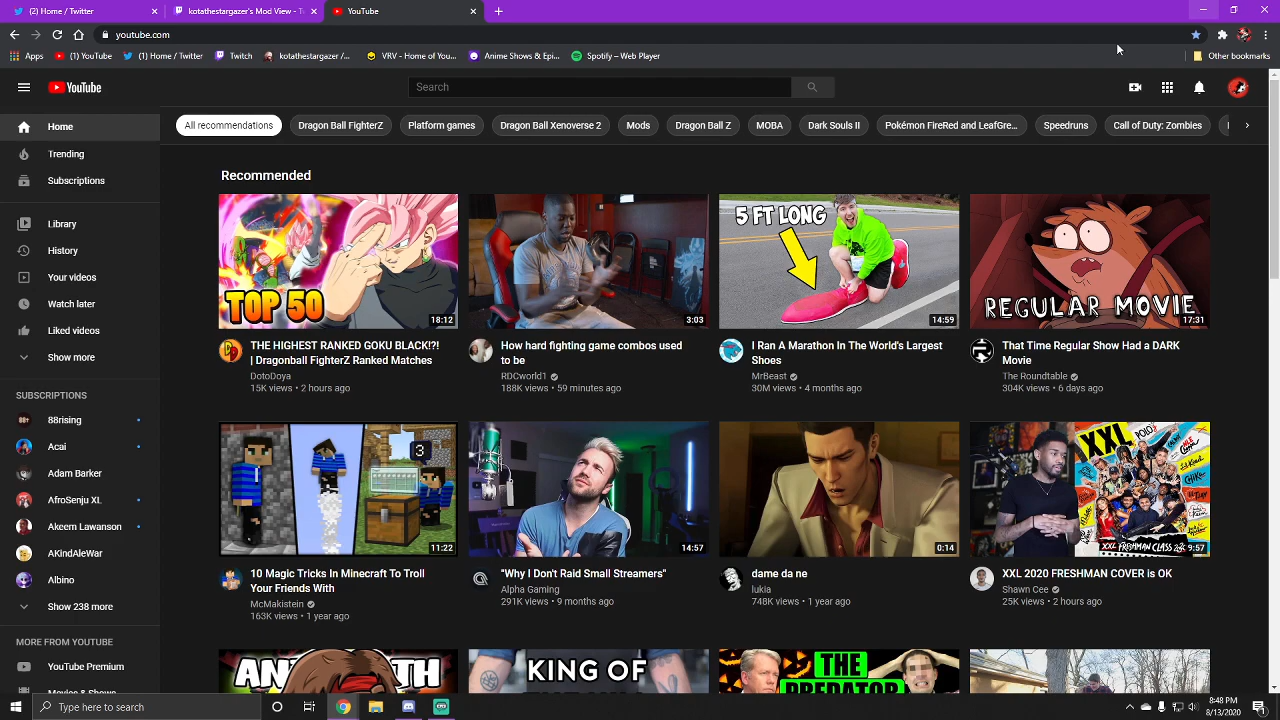 (2) Home / Twitter
kotathestargazer's Mod View - T
YouTube
youtube.com
Apps
(1) YouTube
(1) Home / Twitter
Twitch
kotathestargazer /...
VRV - Home of You...
Anime Shows & Epi...
Spotify – Web Player
Other bookmarks
YouTube
Search
All recommendations
Dragon Ball FighterZ
Platform games
Dragon Ball Xenoverse 2
Mods
Dragon Ball Z
MOBA
Dark Souls II
Pokémon FireRed and LeafGre...
Speedruns
Call of Duty: Zombies
Home
Trending
Subscriptions
Library
History
Your videos
Watch later
Liked videos
Show more
SUBSCRIPTIONS
88rising
Acai
Adam Barker
AfroSenju XL
Akeem Lawanson
AKindAleWar
Albino
Show 238 more
MORE FROM YOUTUBE
YouTube Premium
Movies & Shows
Recommended
TOP 50
18:12
THE HIGHEST RANKED GOKU BLACK!?!
| Dragonball FighterZ Ranked Matches
DotoDoya
15K views • 2 hours ago
3:03
How hard fighting game combos used
to be
RDCworld1
188K views • 59 minutes ago
5 FT LONG
14:59
I Ran A Marathon In The World's Largest
Shoes
MrBeast
30M views • 4 months ago
REGULAR MOVIE
17:31
That Time Regular Show Had a DARK
Movie
The Roundtable
304K views • 6 days ago
3
11:22
10 Magic Tricks In Minecraft To Troll
Your Friends With
McMakistein
163K views • 1 year ago
14:57
"Why I Don't Raid Small Streamers"
Alpha Gaming
291K views • 9 months ago
0:14
dame da ne
lukia
748K views • 1 year ago
XXL
XXL FRESHMAN CLASS
9:57
XXL 2020 FRESHMAN COVER is OK
Shawn Cee
25K views • 2 hours ago
KING OF
THE
PREDATOR
Type here to search
8:48 PM
8/13/2020